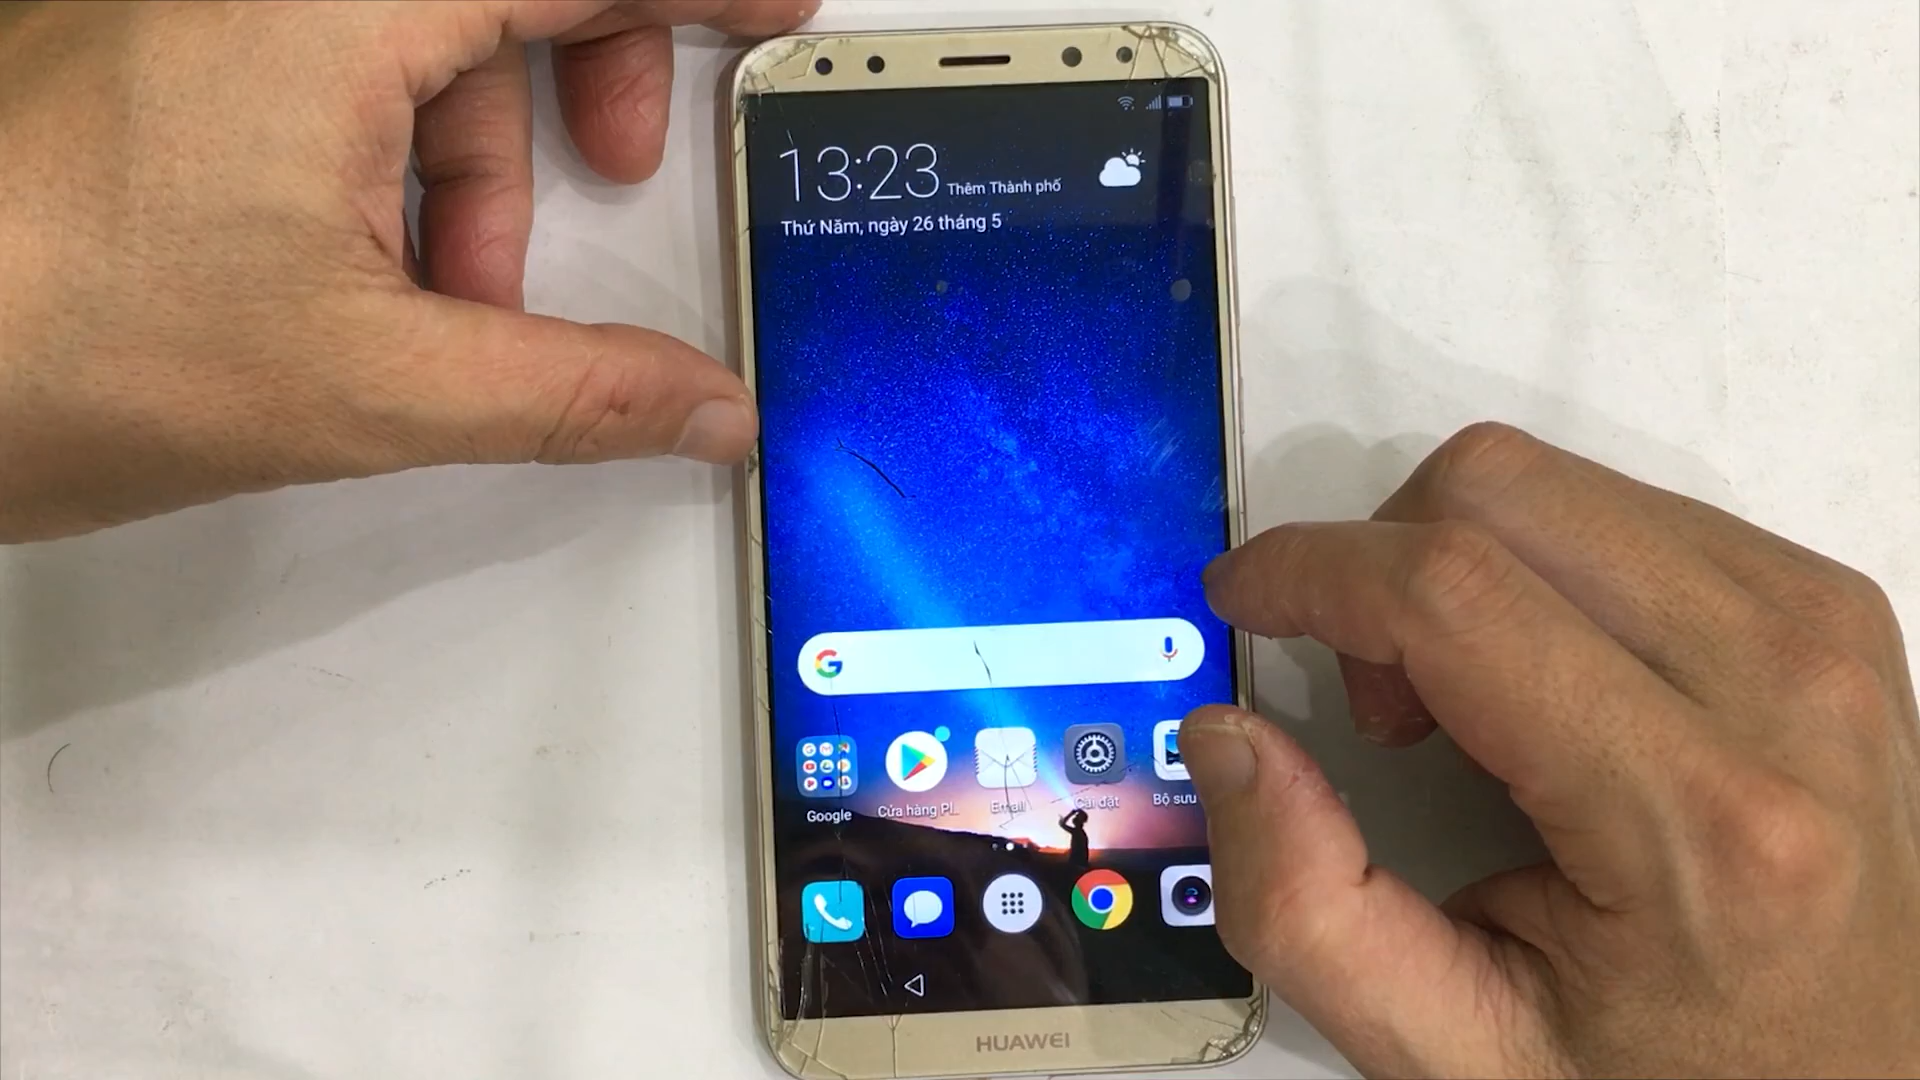 13:23 Thêm Thành phố
Thứ Năm, ngày 26 tháng 5
Google
Cửa hàng Pl...
Email
Cài đặt
Bộ sưu
HUAWEI